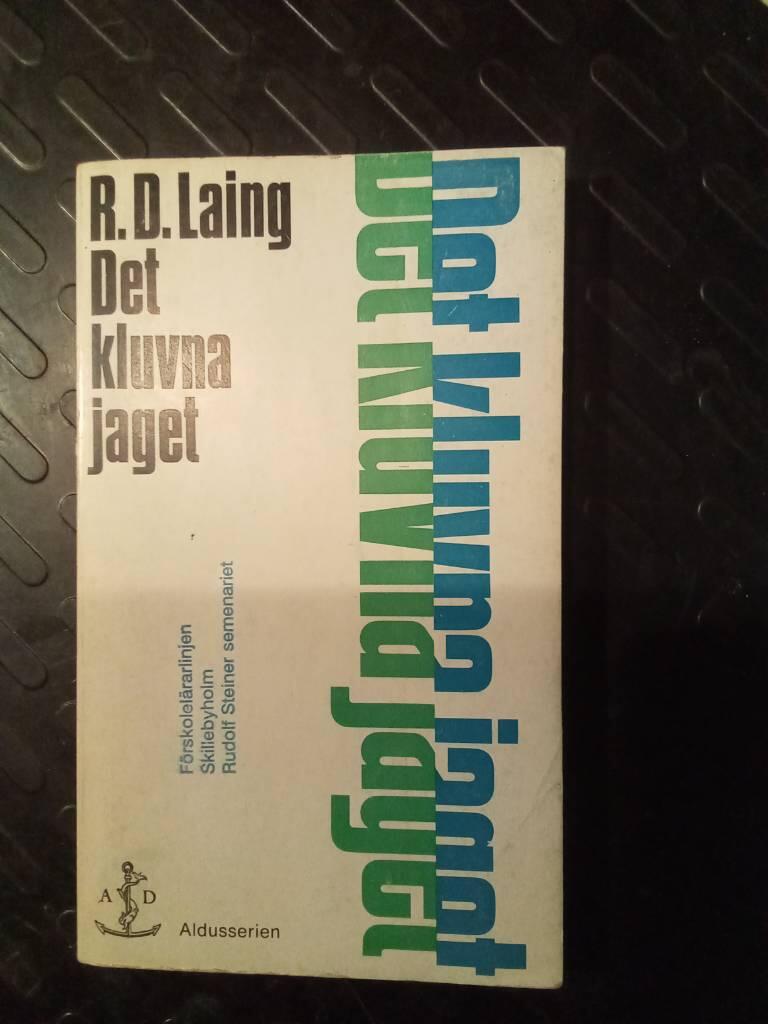 R.D. Laing
Det
kluvna
jaget
Det kluvna jaget
Det kluvna jaget
Förskolelärarlinjen
Skillebyholm
Rudolf Steiner semenariet
A D
Aldusserien